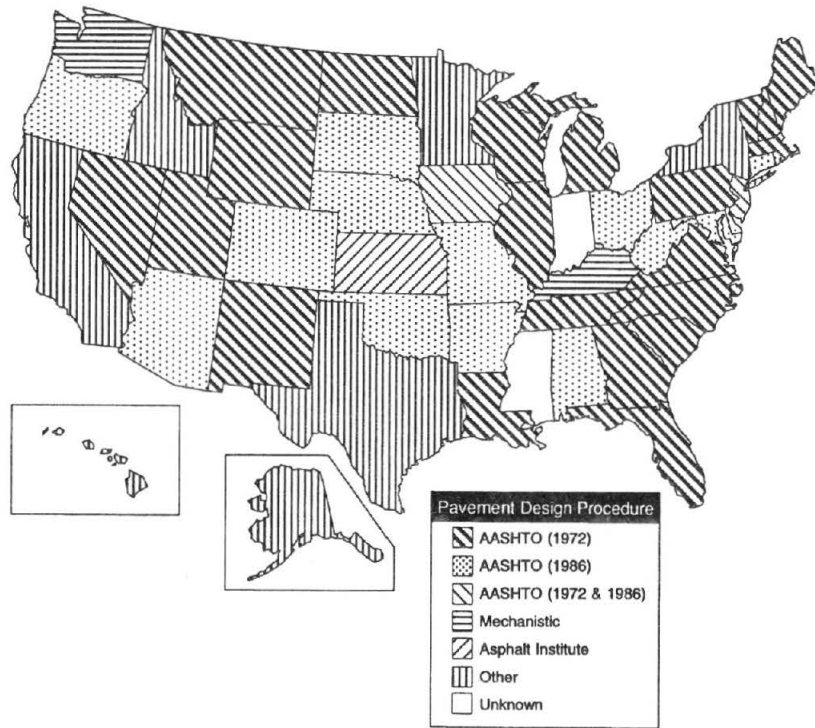 Pavement Design Procedure
AASHTO (1972)
AASHTO (1986)
AASHTO (1972 & 1986)
Mechanistic
Asphalt Institute
Other
Unknown